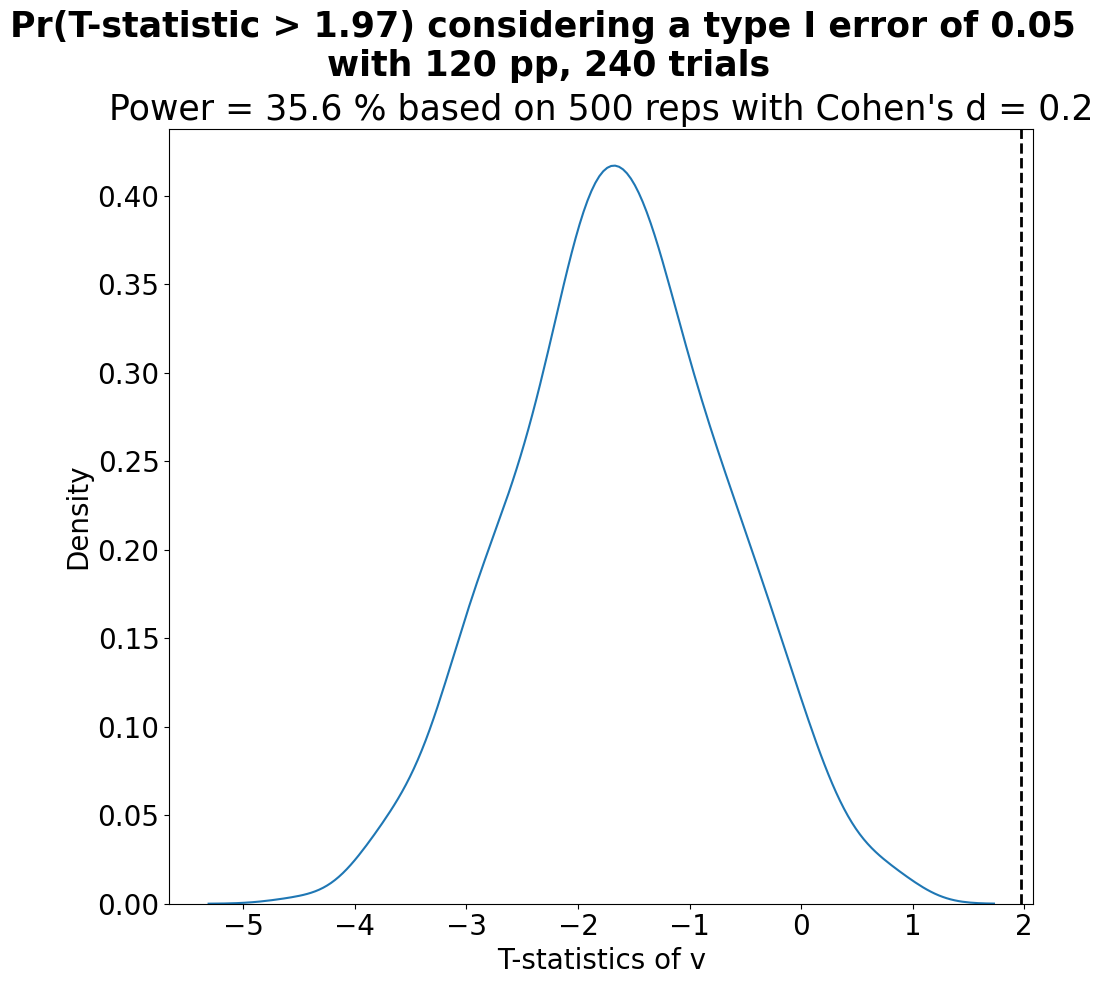 Pr(T-statistic > 1.97) considering a type I error of 0.05
with 120 pp, 240 trials
Power = 35.6 % based on 500 reps with Cohen's d = 0.2
0.40
0.35
0.30
0.25
0.20
0.15
0.10
0.05
0.00
Density
−5 −4 −3 −2 −1 0 1 2
T-statistics of v